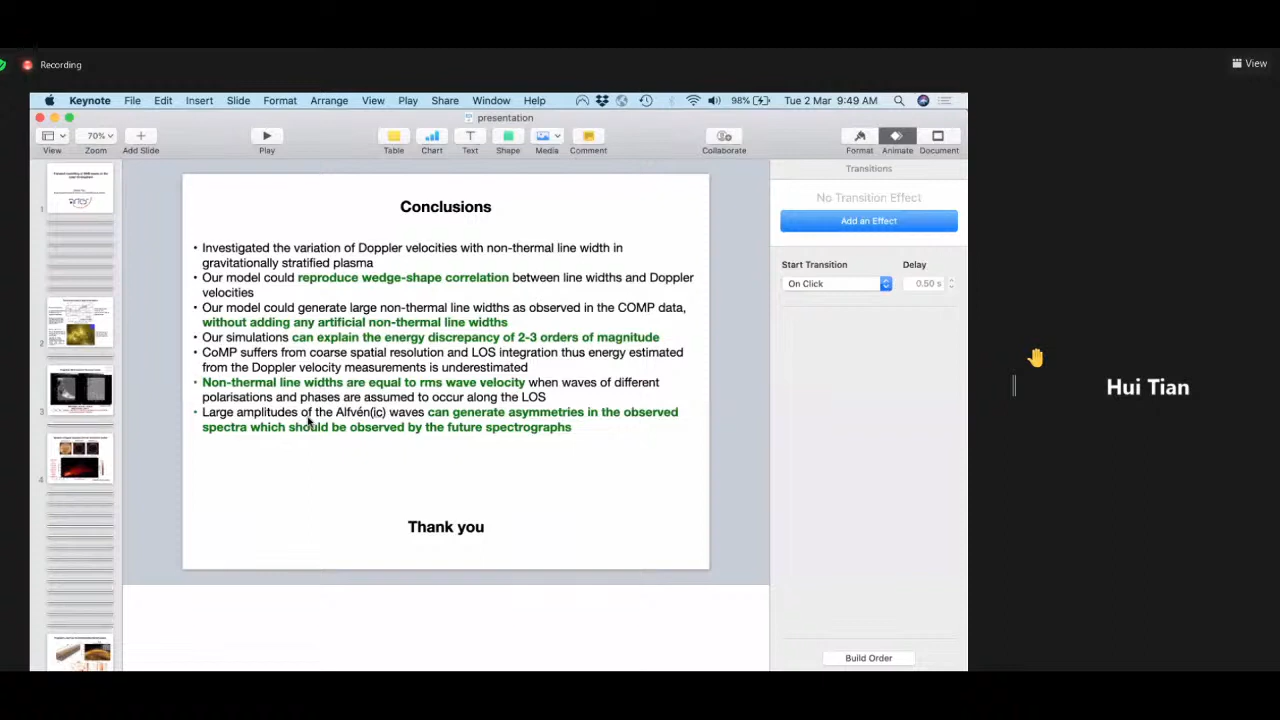 Recording
View
Keynote File Edit Insert Slide Format Arrange View Play Share Window Help 98% Tue 2 Mar 9:49 AM
presentation
70%
View Zoom Add Slide Play Table Chart Text Shape Media Comment Collaborate Format Animate Document
Transitions
No Transition Effect
Add an Effect
Start Transition Delay
On Click 0.50 s
Build Order
1
2
3
4
Conclusions
• Investigated the variation of Doppler velocities with non-thermal line width in
gravitationally stratified plasma
• Our model could reproduce wedge-shape correlation between line widths and Doppler
velocities
• Our model could generate large non-thermal line widths as observed in the COMP data,
without adding any artificial non-thermal line widths
• Our simulations can explain the energy discrepancy of 2-3 orders of magnitude
• CoMP suffers from coarse spatial resolution and LOS integration thus energy estimated
from the Doppler velocity measurements is underestimated
• Non-thermal line widths are equal to rms wave velocity when waves of different
polarisations and phases are assumed to occur along the LOS
• Large amplitudes of the Alfvén(ic) waves can generate asymmetries in the observed
spectra which should be observed by the future spectrographs
Thank you
Hui Tian